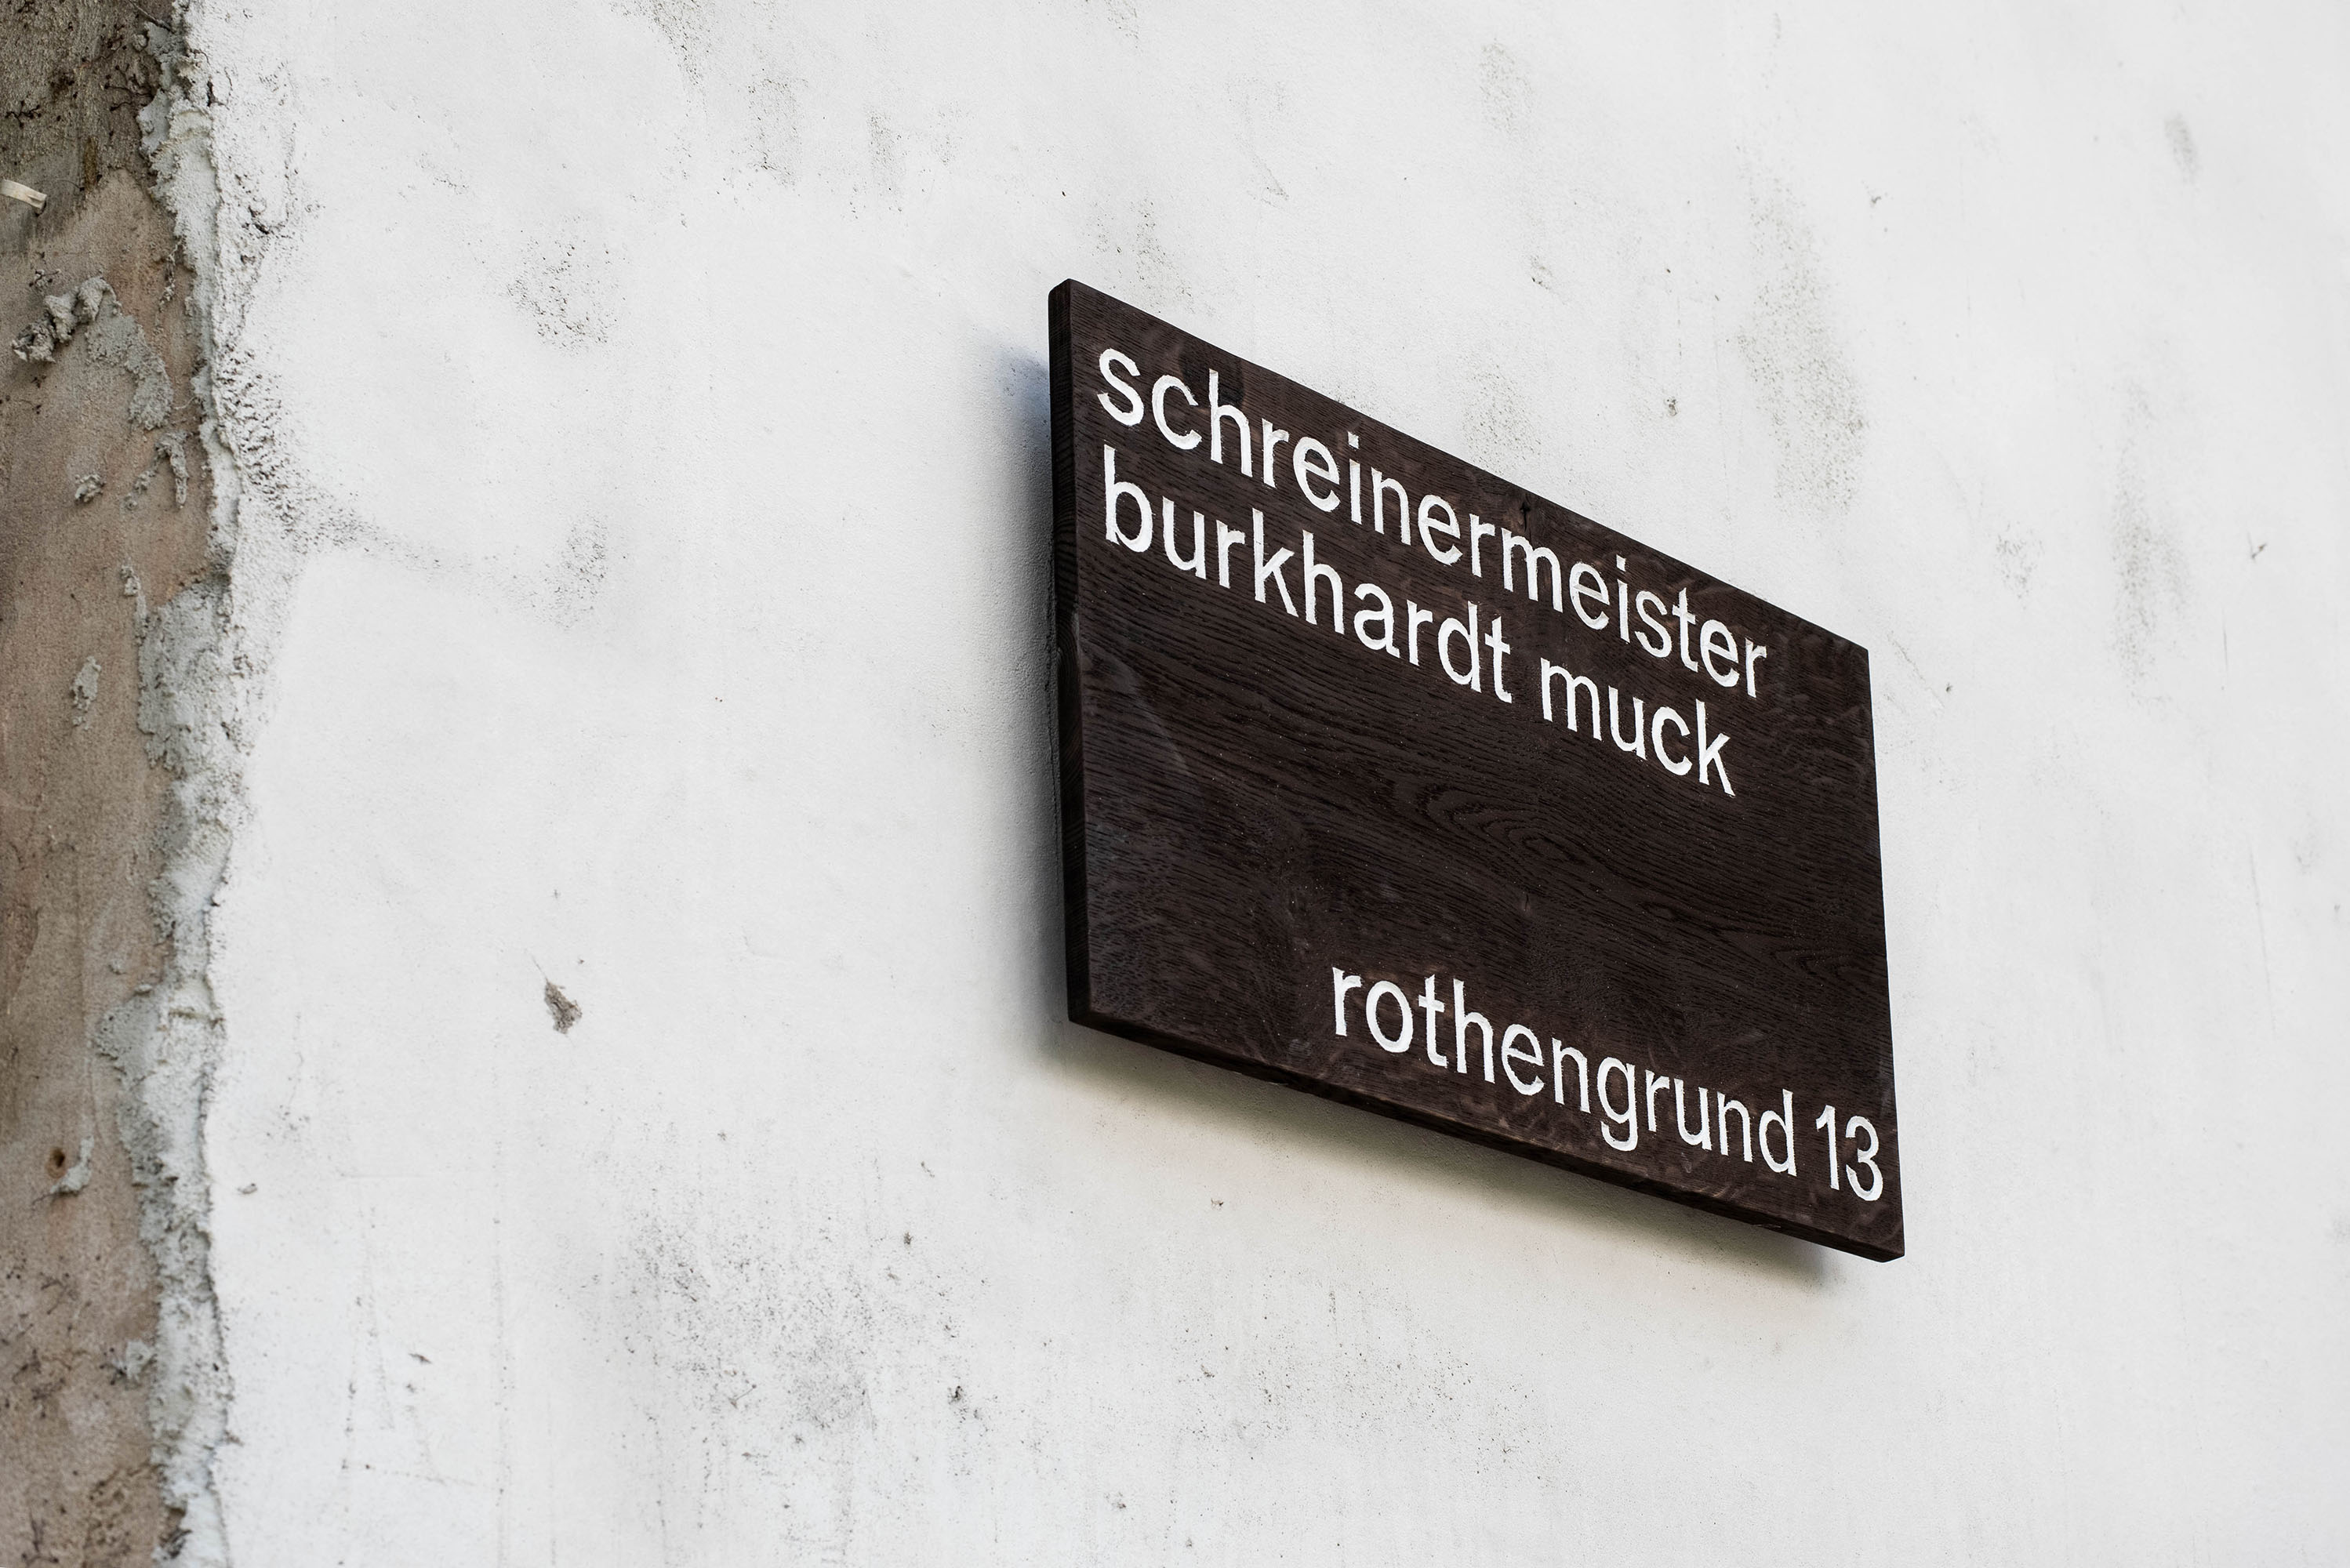 schreinermeister
burkhardt muck
rothengrund 13